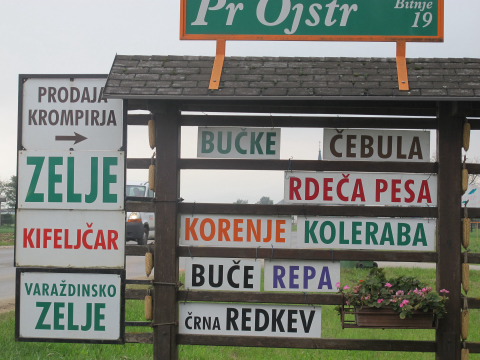 Pr Ojstr
Bitnje
19
PRODAJA
KROMPIRJA
ZELJE
KIFELJČAR
VARAŽDINSKO
ZELJE
BUČKE
ČEBULA
RDEČA PESA
KORENJE
KOLERABA
BUČE
REPA
ČRNA REDKEV